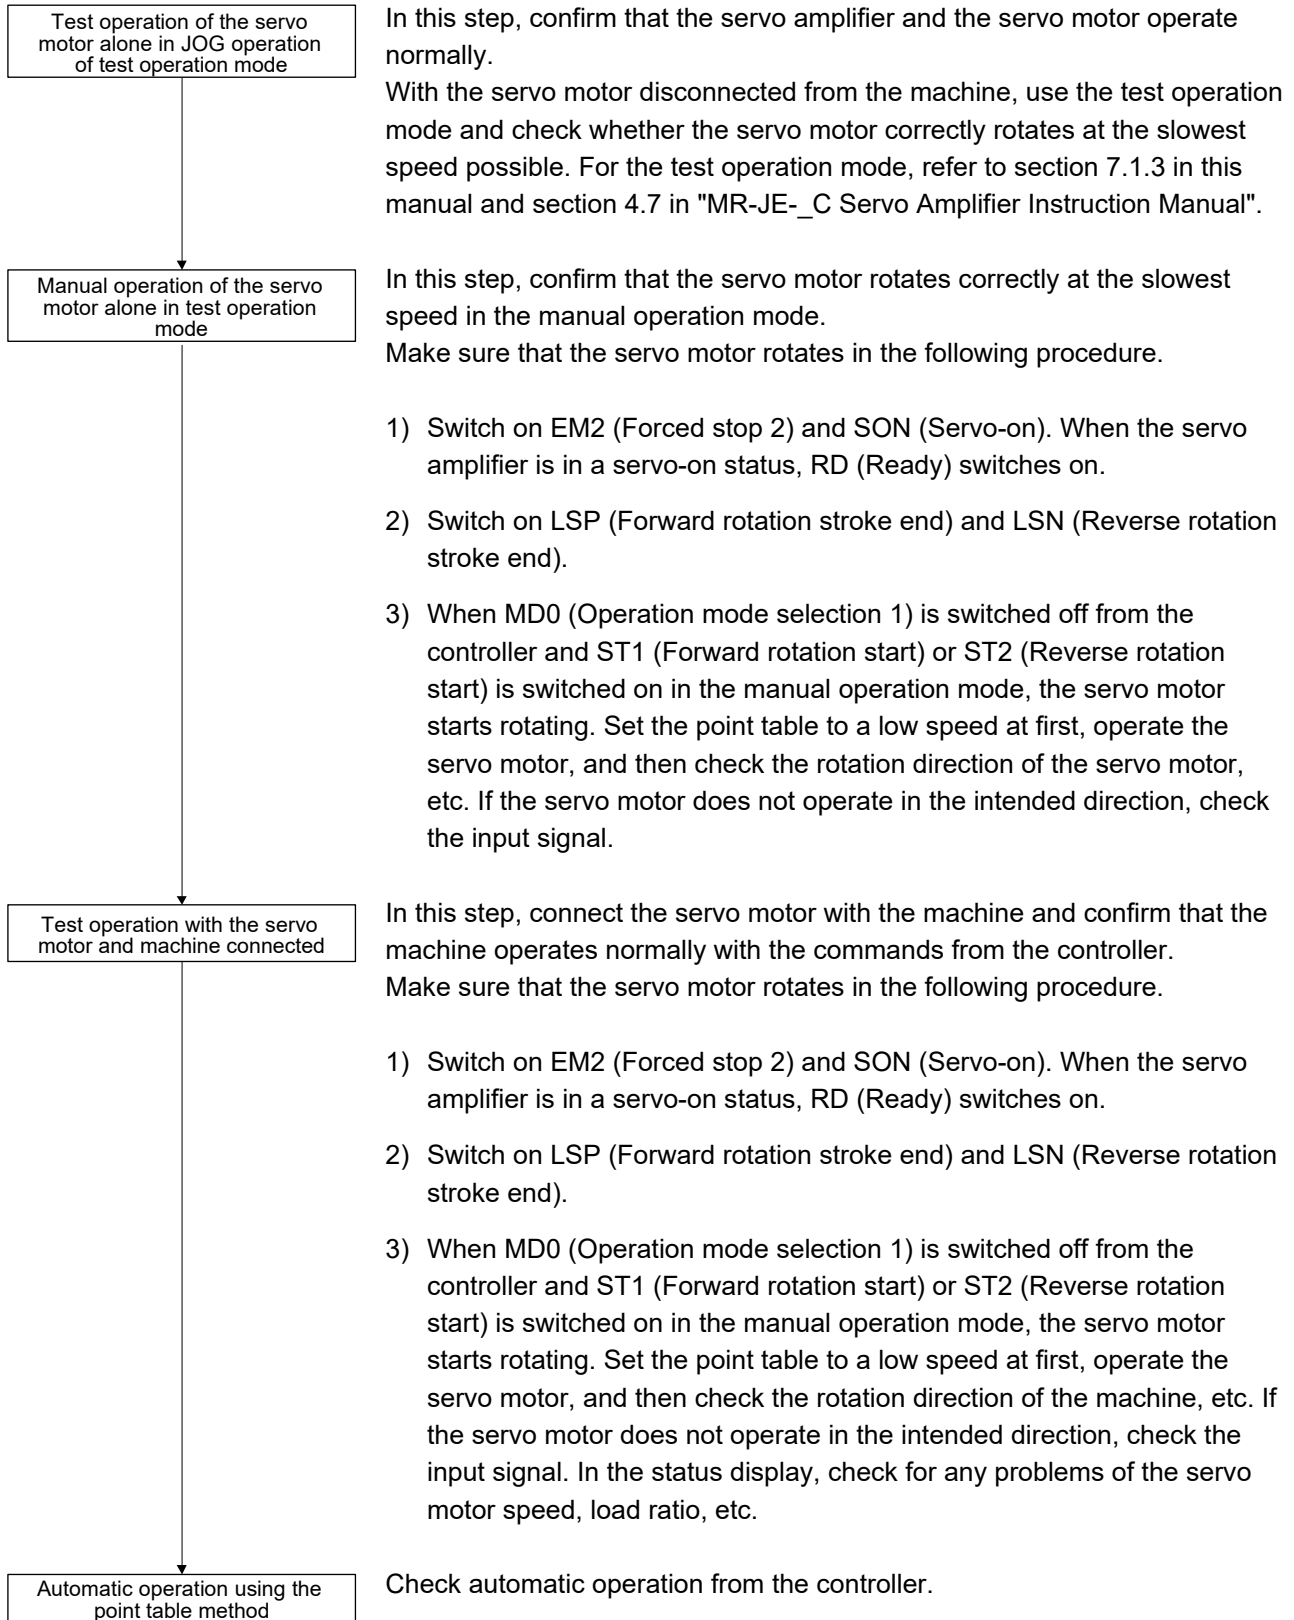 Test operation of the servo
motor alone in JOG operation
of test operation mode
In this step, confirm that the servo amplifier and the servo motor operate
normally.
With the servo motor disconnected from the machine, use the test operation
mode and check whether the servo motor correctly rotates at the slowest
speed possible. For the test operation mode, refer to section 7.1.3 in this
manual and section 4.7 in "MR-JE-_C Servo Amplifier Instruction Manual".
Manual operation of the servo
motor alone in test operation
mode
In this step, confirm that the servo motor rotates correctly at the slowest
speed in the manual operation mode.
Make sure that the servo motor rotates in the following procedure.
1) Switch on EM2 (Forced stop 2) and SON (Servo-on). When the servo
amplifier is in a servo-on status, RD (Ready) switches on.
2) Switch on LSP (Forward rotation stroke end) and LSN (Reverse rotation
stroke end).
3) When MD0 (Operation mode selection 1) is switched off from the
controller and ST1 (Forward rotation start) or ST2 (Reverse rotation
start) is switched on in the manual operation mode, the servo motor
starts rotating. Set the point table to a low speed at first, operate the
servo motor, and then check the rotation direction of the servo motor,
etc. If the servo motor does not operate in the intended direction, check
the input signal.
Test operation with the servo
motor and machine connected
In this step, connect the servo motor with the machine and confirm that the
machine operates normally with the commands from the controller.
Make sure that the servo motor rotates in the following procedure.
1) Switch on EM2 (Forced stop 2) and SON (Servo-on). When the servo
amplifier is in a servo-on status, RD (Ready) switches on.
2) Switch on LSP (Forward rotation stroke end) and LSN (Reverse rotation
stroke end).
3) When MD0 (Operation mode selection 1) is switched off from the
controller and ST1 (Forward rotation start) or ST2 (Reverse rotation
start) is switched on in the manual operation mode, the servo motor
starts rotating. Set the point table to a low speed at first, operate the
servo motor, and then check the rotation direction of the machine, etc. If
the servo motor does not operate in the intended direction, check the
input signal. In the status display, check for any problems of the servo
motor speed, load ratio, etc.
Automatic operation using the
point table method
Check automatic operation from the controller.